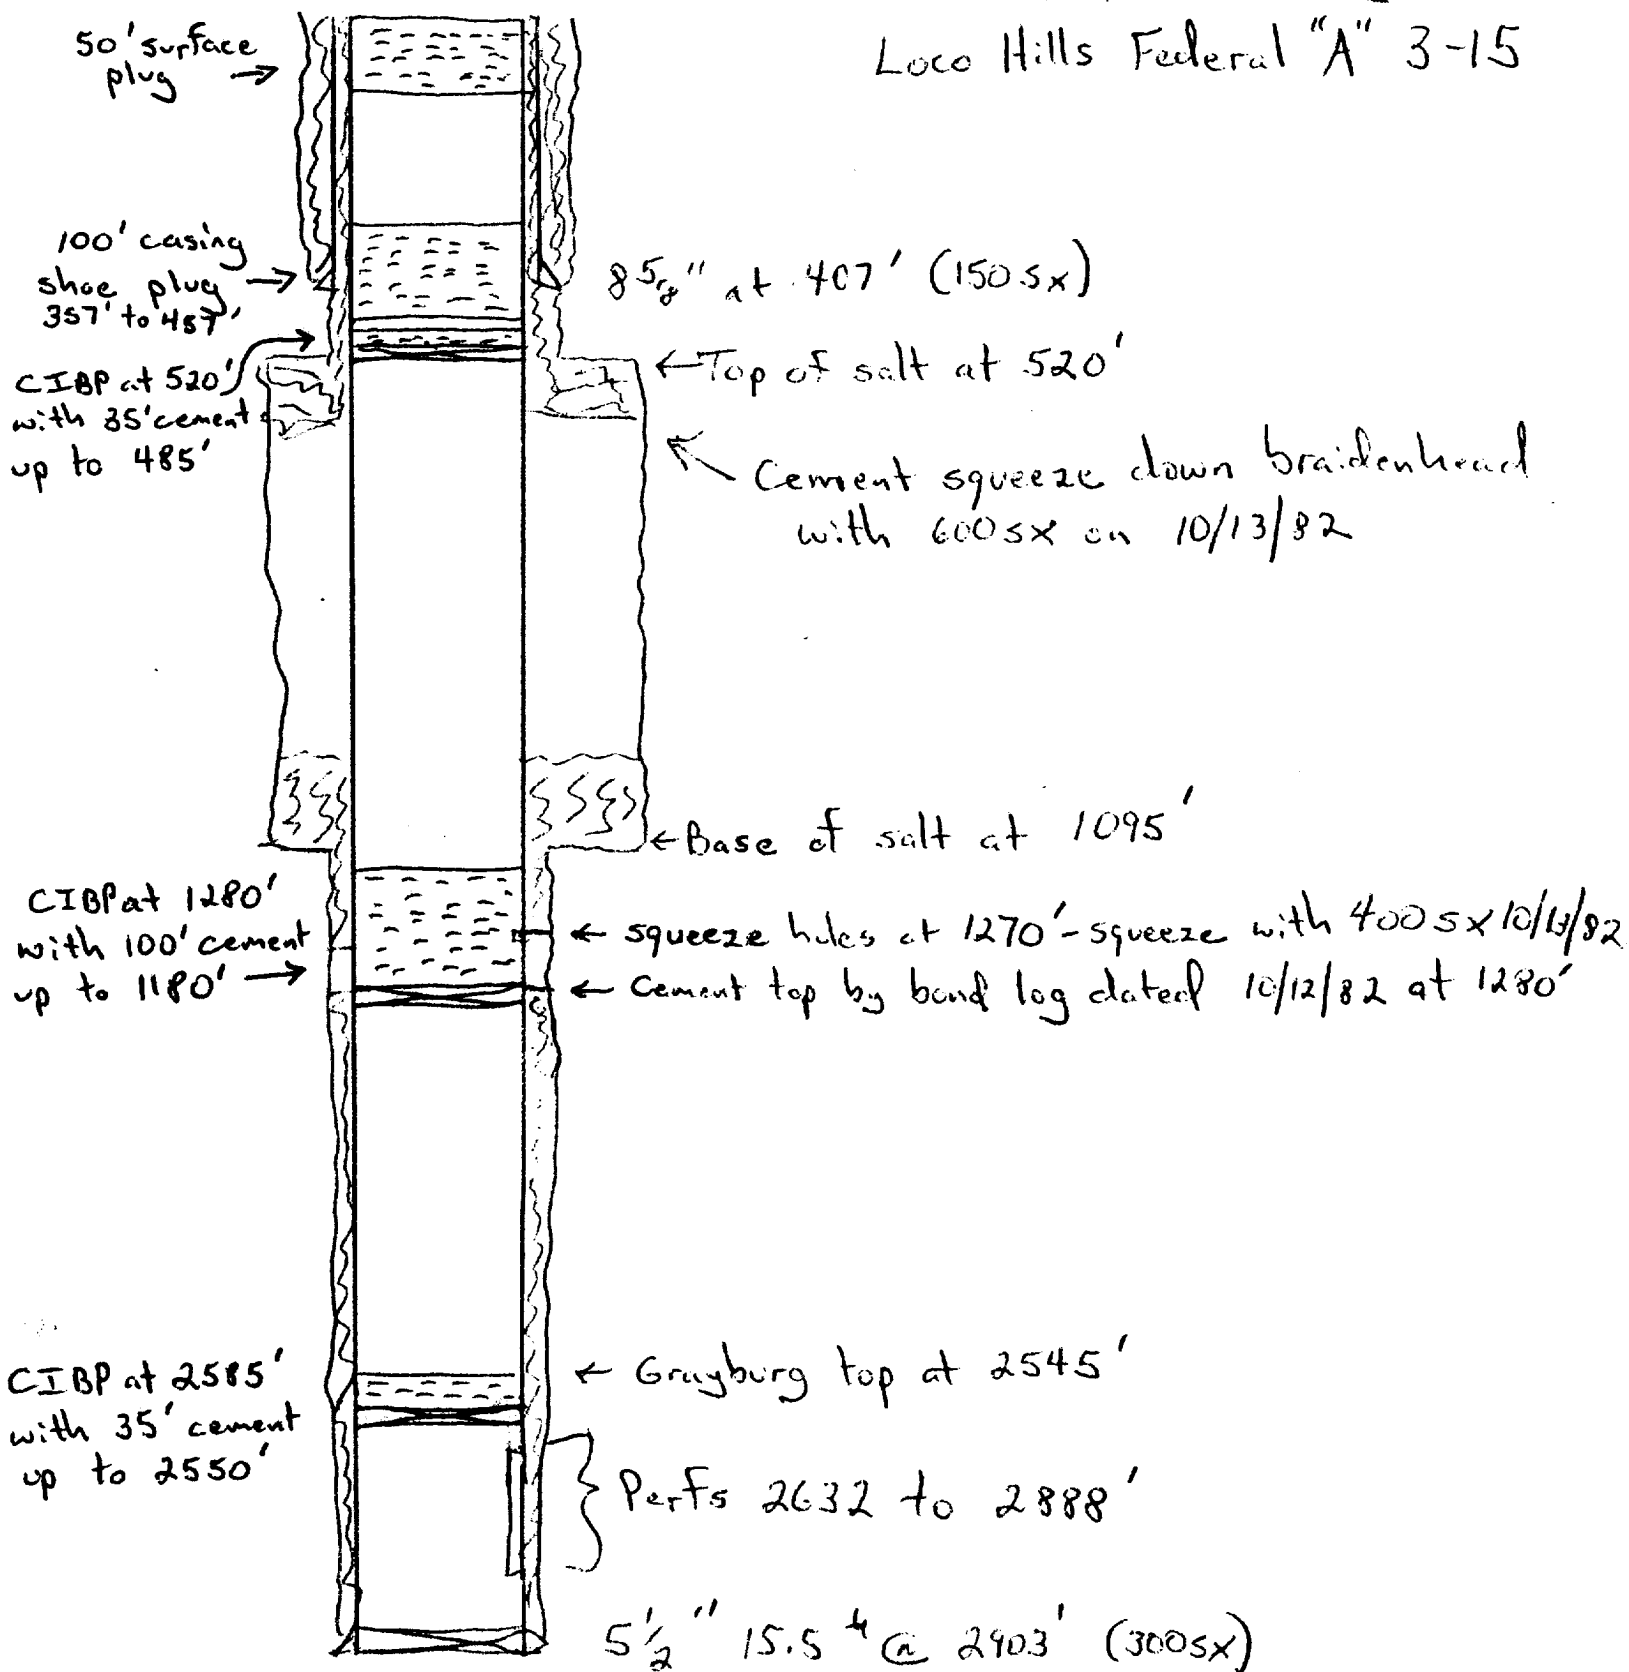 Loco Hills Federal "A" 3-15
50' surface
plug →
100' casing
shoe plug →
357' to 457'
8 5/8" at 407' (150 sx)
CIBP at 520'
with 35' cement
up to 485'
← Top of salt at 520'
Cement squeeze down braidenhead
with 600 sx on 10/13/82
← Base of salt at 1095'
CIBP at 1280'
with 100' cement
up to 1180' →
← squeeze holes at 1270' - squeeze with 400 sx 10/13/82
← Cement top by bond log dated 10/12/82 at 1280'
← Grayburg top at 2545'
CIBP at 2585'
with 35' cement
up to 2550'
Perfs 2632 to 2888'
5 1/2" 15.5 # @ 2903' (300 sx)